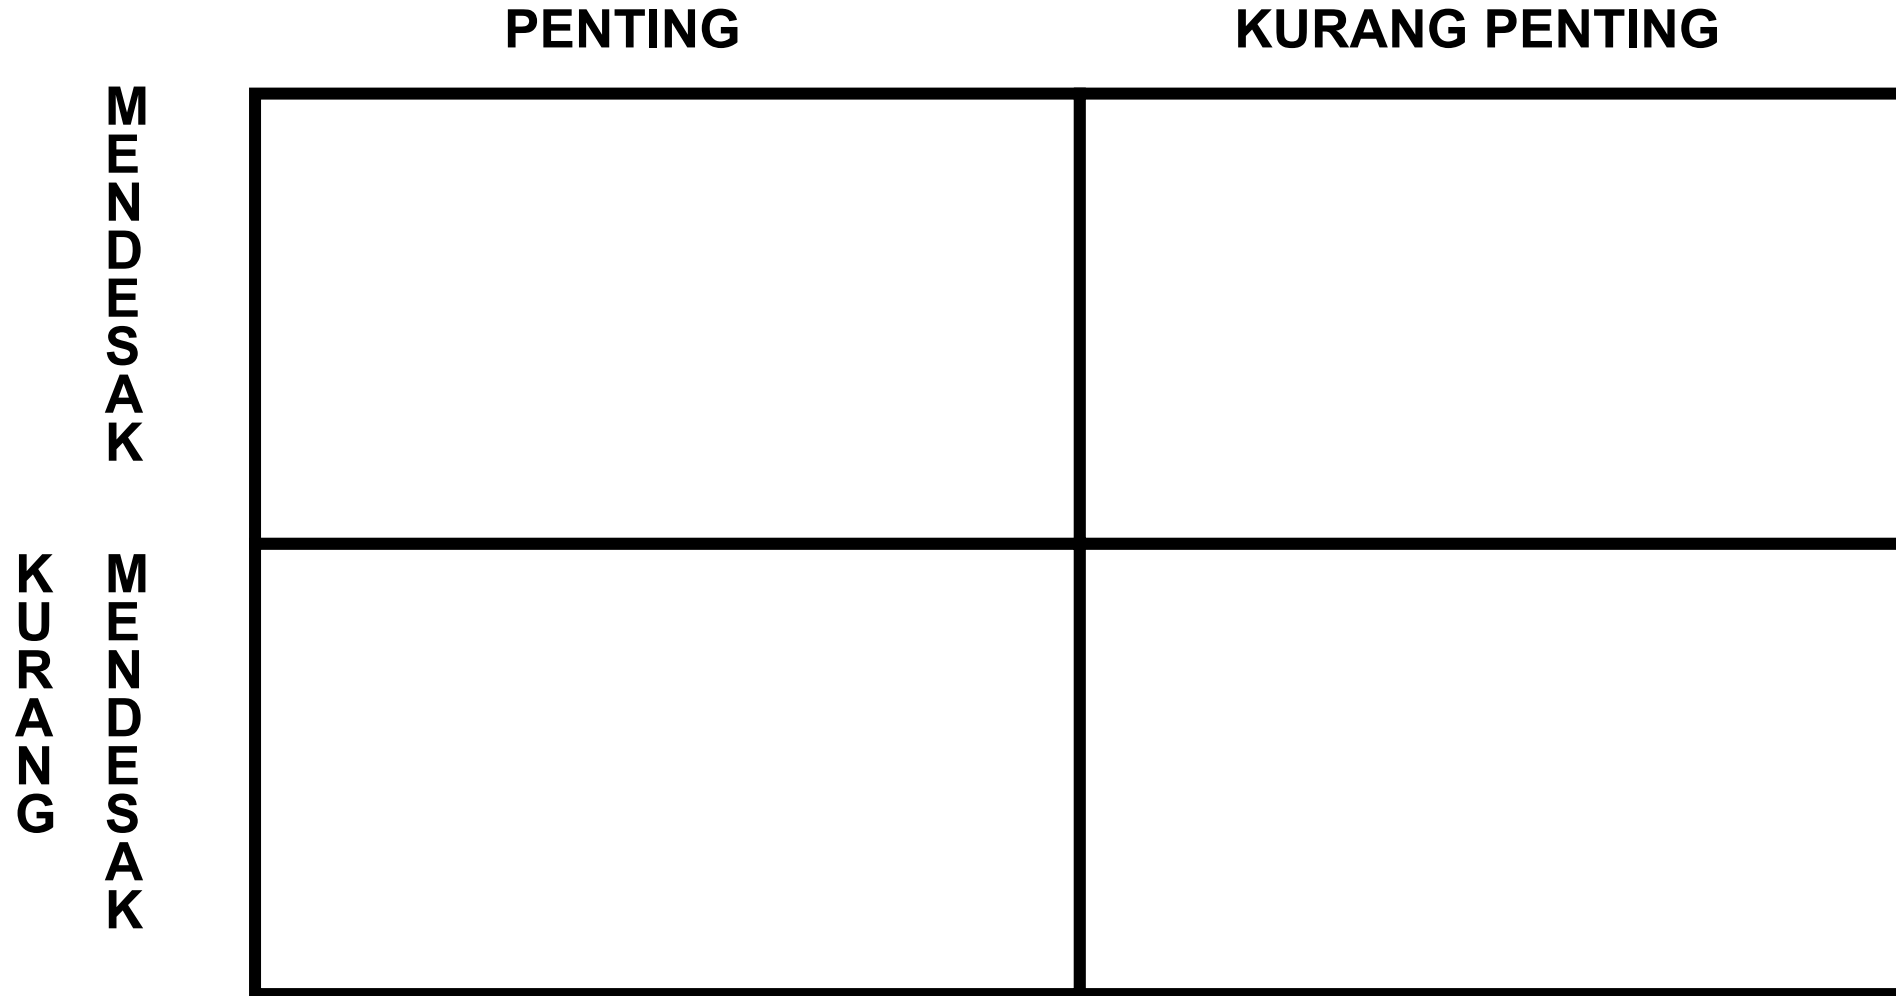 PENTING
KURANG PENTING
MENDESAK
KURANG
MENDESAK